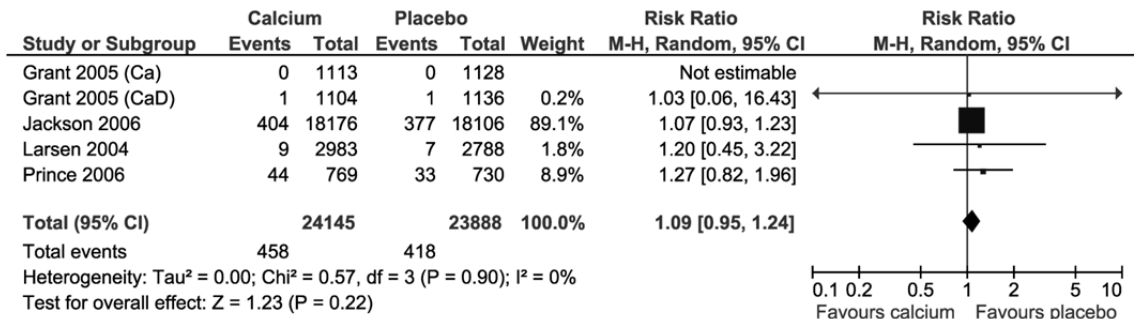 Calcium Placebo Risk Ratio Risk Ratio
Study or Subgroup Events Total Events Total Weight M-H, Random, 95% CI M-H, Random, 95% CI
Grant 2005 (Ca) 0 1113 0 1128 Not estimable
Grant 2005 (CaD) 1 1104 1 1136 0.2% 1.03 [0.06, 16.43]
Jackson 2006 404 18176 377 18106 89.1% 1.07 [0.93, 1.23]
Larsen 2004 9 2983 7 2788 1.8% 1.20 [0.45, 3.22]
Prince 2006 44 769 33 730 8.9% 1.27 [0.82, 1.96]
Total (95% CI) 24145 23888 100.0% 1.09 [0.95, 1.24]
Total events 458 418
Heterogeneity: Tau² = 0.00; Chi² = 0.57, df = 3 (P = 0.90); I² = 0%
Test for overall effect: Z = 1.23 (P = 0.22)
0.1 0.2 0.5 1 2 5 10
Favours calcium Favours placebo